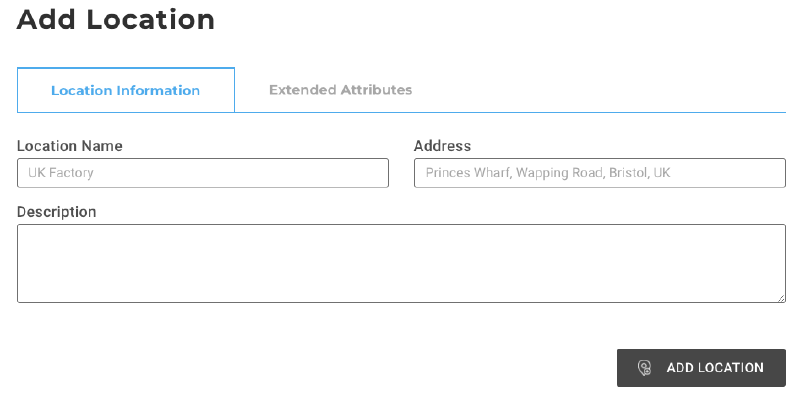 Add Location
Location Information
Extended Attributes
Location Name
Address
UK Factory
Princes Wharf, Wapping Road, Bristol, UK
Description
ADD LOCATION